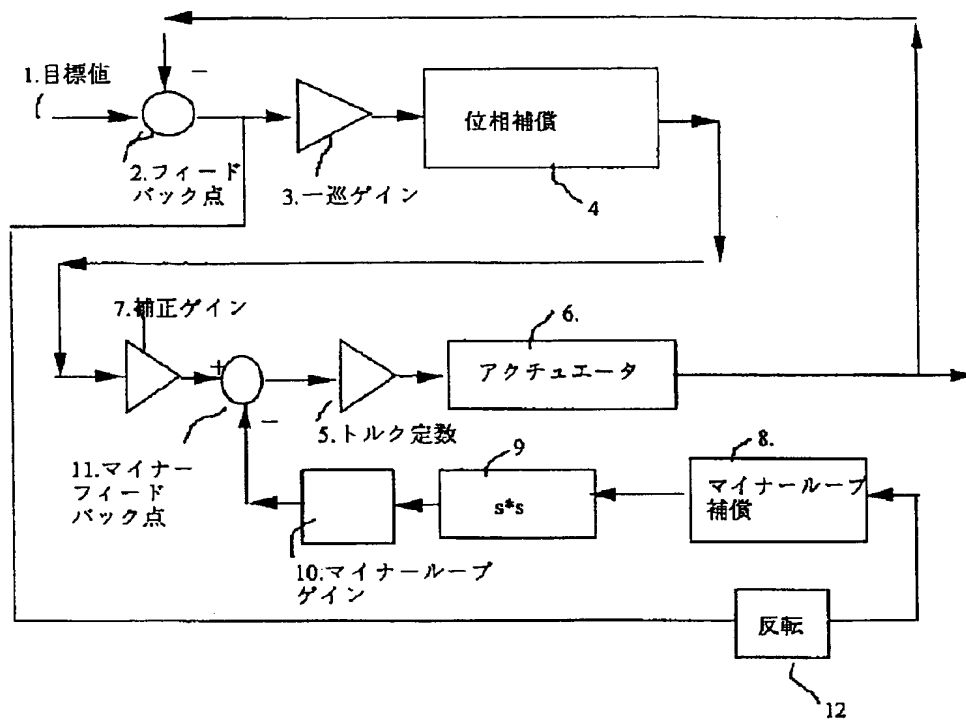 1.目標値
−
2.フィード
バック点
3.一巡ゲイン
位相補償
4
7.補正ゲイン
+
−
11.マイナー
フィード
バック点
5.トルク定数
6.
アクチュエータ
10.マイナーループ
ゲイン
9
s*s
8.
マイナーループ
補償
反転
12